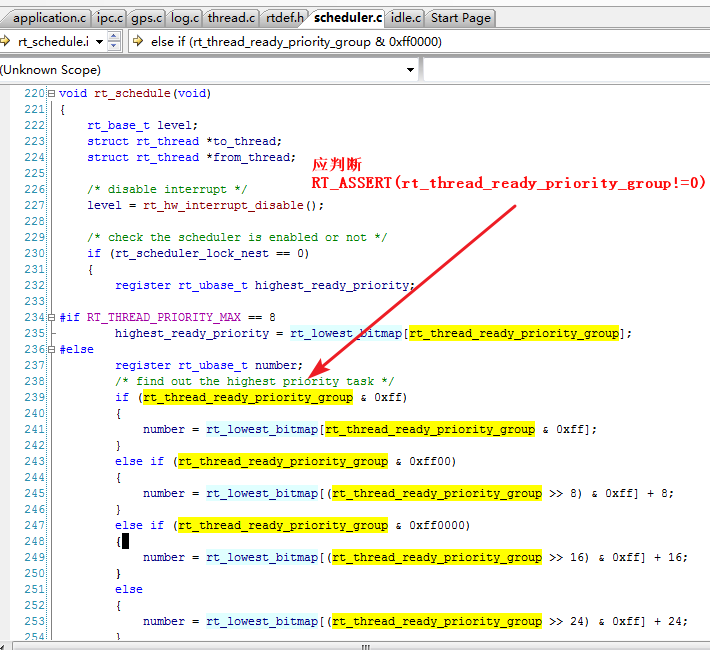 application.c ipc.c gps.c log.c thread.c rtdef.h scheduler.c idle.c Start Page
rt_schedule.i else if (rt_thread_ready_priority_group & 0xff0000)
(Unknown Scope)
220 void rt_schedule(void)
221 {
222 rt_base_t level;
223 struct rt_thread *to_thread;
224 struct rt_thread *from_thread;
应判断
225
RT_ASSERT(rt_thread_ready_priority_group!=0)
226 /* disable interrupt */
227 level = rt_hw_interrupt_disable();
228
229 /* check the scheduler is enabled or not */
230 if (rt_scheduler_lock_nest == 0)
231 {
232 register rt_ubase_t highest_ready_priority;
233
234 #if RT_THREAD_PRIORITY_MAX == 8
235 highest_ready_priority = rt_lowest_bitmap[rt_thread_ready_priority_group];
236 #else
237 register rt_ubase_t number;
238 /* find out the highest priority task */
239 if (rt_thread_ready_priority_group & 0xff)
240 {
241 number = rt_lowest_bitmap[rt_thread_ready_priority_group & 0xff];
242 }
243 else if (rt_thread_ready_priority_group & 0xff00)
244 {
245 number = rt_lowest_bitmap[(rt_thread_ready_priority_group >> 8) & 0xff] + 8;
246 }
247 else if (rt_thread_ready_priority_group & 0xff0000)
248 {
249 number = rt_lowest_bitmap[(rt_thread_ready_priority_group >> 16) & 0xff] + 16;
250 }
251 else
252 {
253 number = rt_lowest_bitmap[(rt_thread_ready_priority_group >> 24) & 0xff] + 24;
254 }